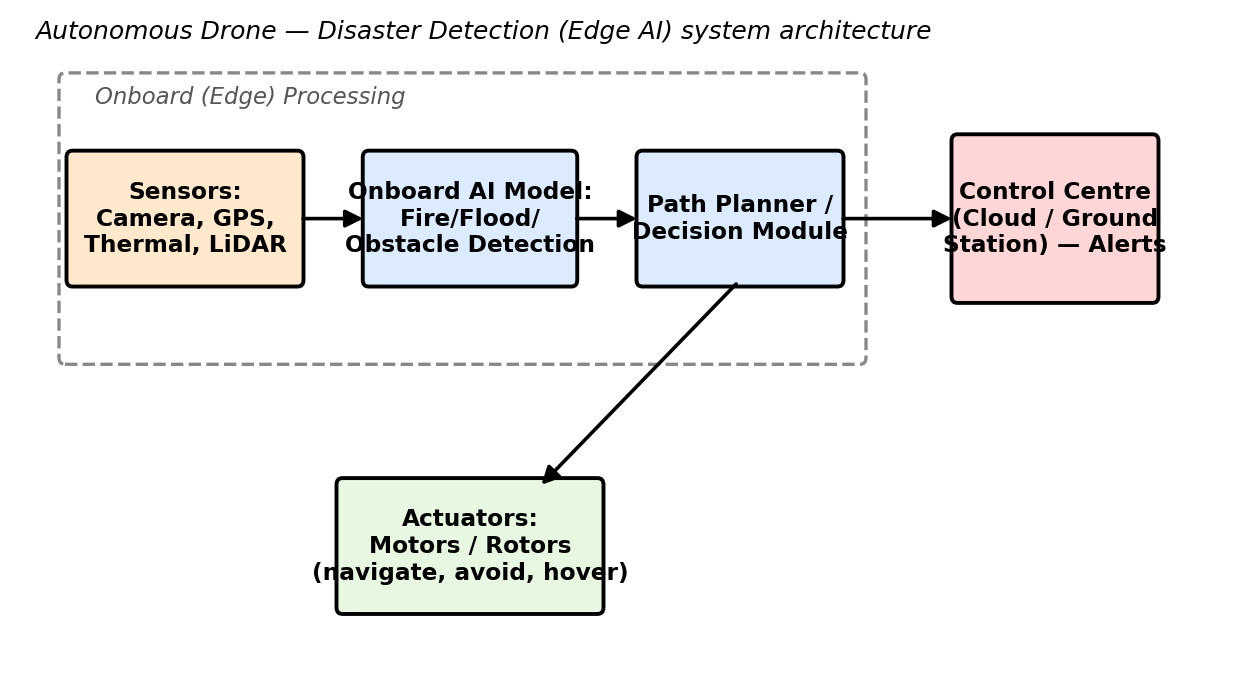 Autonomous Drone — Disaster Detection (Edge AI) system architecture
Onboard (Edge) Processing
Sensors:
Camera, GPS,
Thermal, LiDAR
Onboard AI Model:
Fire/Flood/
Obstacle Detection
Path Planner /
Decision Module
Control Centre
(Cloud / Ground
Station) — Alerts
Actuators:
Motors / Rotors
(navigate, avoid, hover)